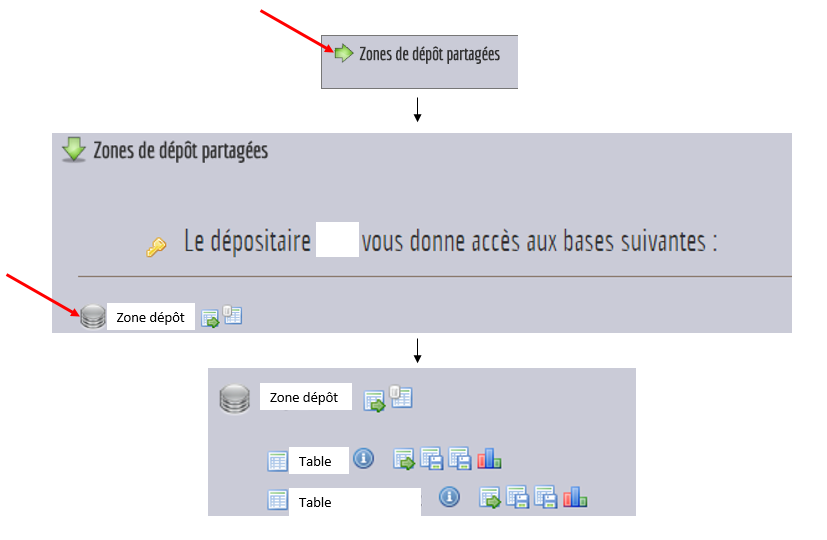 Zones de dépôt partagées
Zones de dépôt partagées
Le dépositaire vous donne accès aux bases suivantes :
Zone dépôt
Zone dépôt
Table
Table